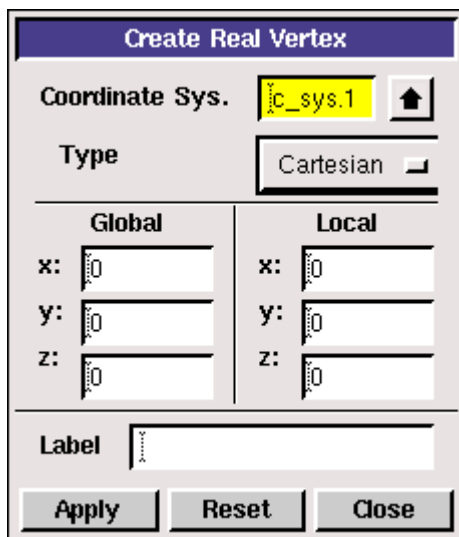 Create Real Vertex
Coordinate Sys. c_sys.1
Type Cartesian
Global Local
x: 0 x: 0
y: 0 y: 0
z: 0 z: 0
Label
Apply Reset Close